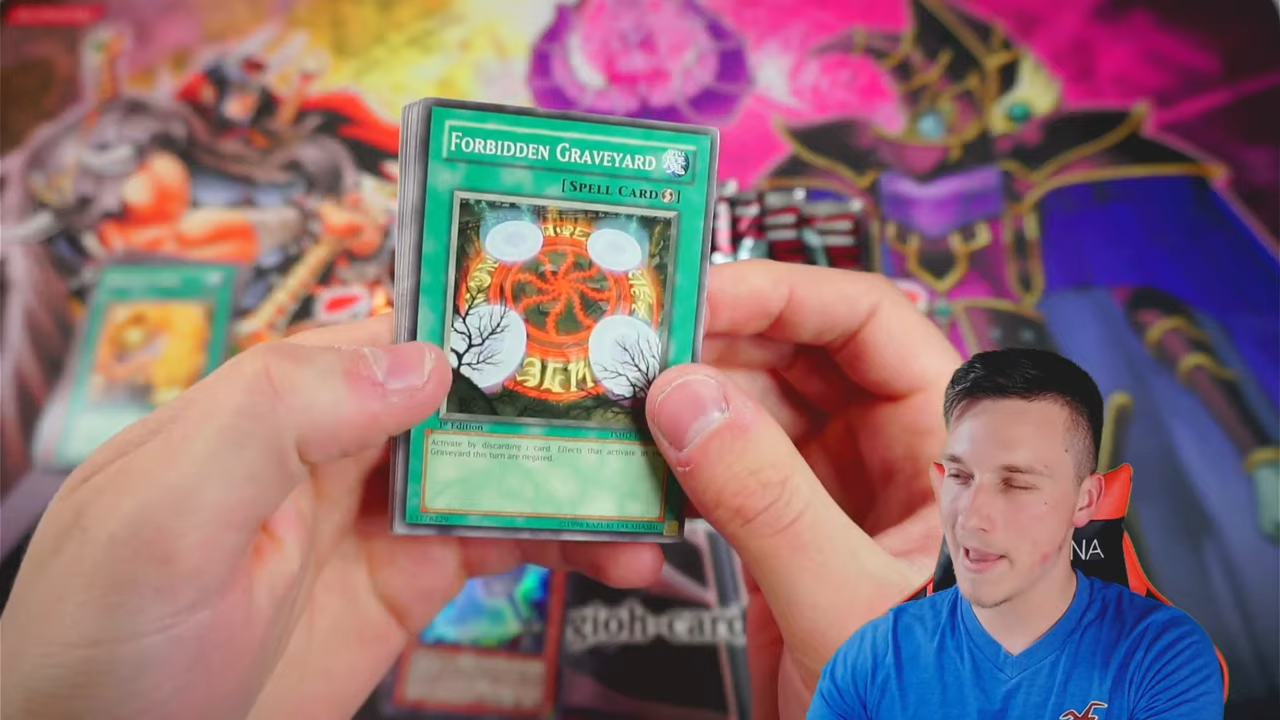 FORBIDDEN GRAVEYARD
[SPELL CARD]
1st Edition
Activate by discarding 1 card. Effects that activate in
Graveyard this turn are negated.
©1996 KAZUKI TAKAHASHI
gioh-card
NA